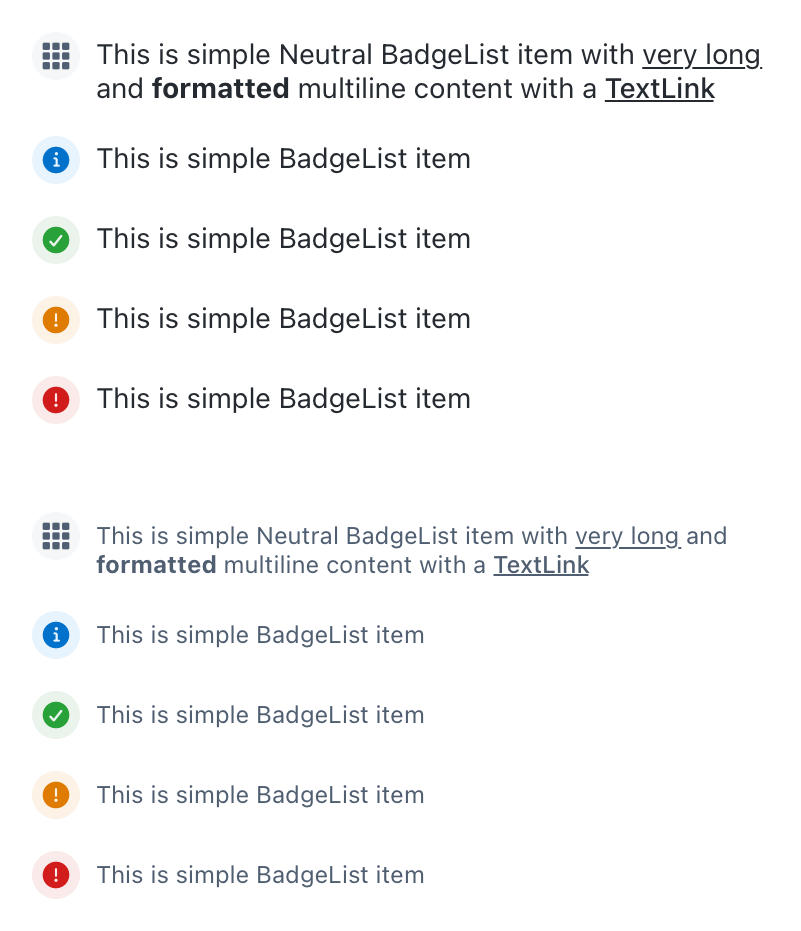 This is simple Neutral BadgeList item with very long
and formatted multiline content with a TextLink
This is simple BadgeList item
This is simple BadgeList item
This is simple BadgeList item
This is simple BadgeList item
This is simple Neutral BadgeList item with very long and
formatted multiline content with a TextLink
This is simple BadgeList item
This is simple BadgeList item
This is simple BadgeList item
This is simple BadgeList item